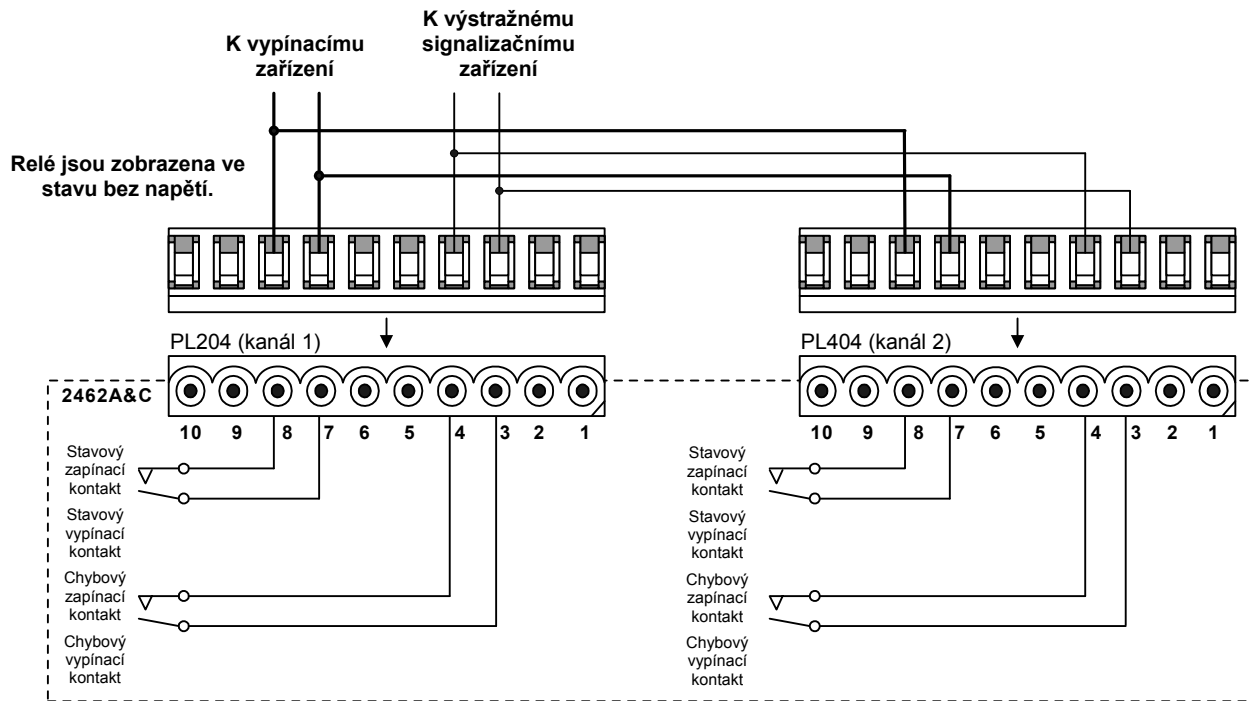 K výstražnému
signalizačnímu
zařízení
K vypínacímu
zařízení
Relé jsou zobrazena ve
stavu bez napětí.
PL204 (kanál 1)
PL404 (kanál 2)
2462A&C
10 9 8 7 6 5 4 3 2 1
10 9 8 7 6 5 4 3 2 1
Stavový
zapínací
kontakt
Stavový
vypínací
kontakt
Chybový
zapínací
kontakt
Chybový
vypínací
kontakt
Stavový
zapínací
kontakt
Stavový
vypínací
kontakt
Chybový
zapínací
kontakt
Chybový
vypínací
kontakt